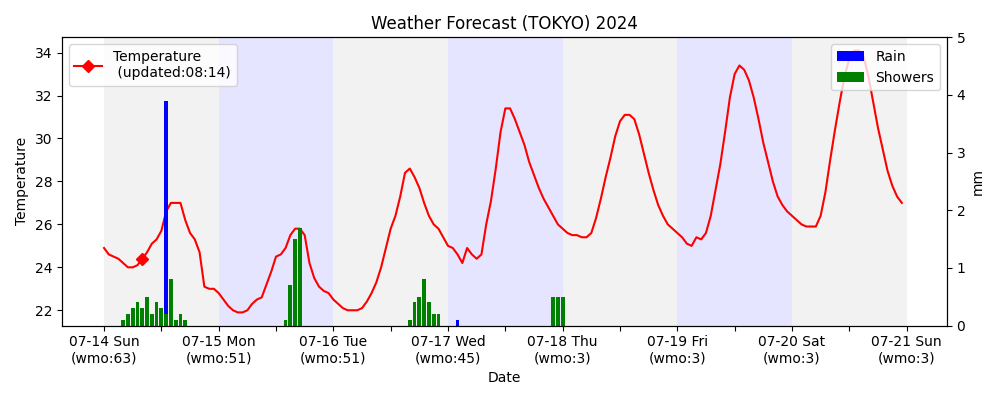 Weather Forecast (TOKYO) 2024
Temperature
(updated:08:14)
Rain
Showers
34
32
30
28
26
24
22
Temperature
5
4
3
2
1
0
mm
07-14 Sun
(wmo:63)
07-15 Mon
(wmo:51)
07-16 Tue
(wmo:51)
07-17 Wed
(wmo:45)
07-18 Thu
(wmo:3)
07-19 Fri
(wmo:3)
07-20 Sat
(wmo:3)
07-21 Sun
(wmo:3)
Date